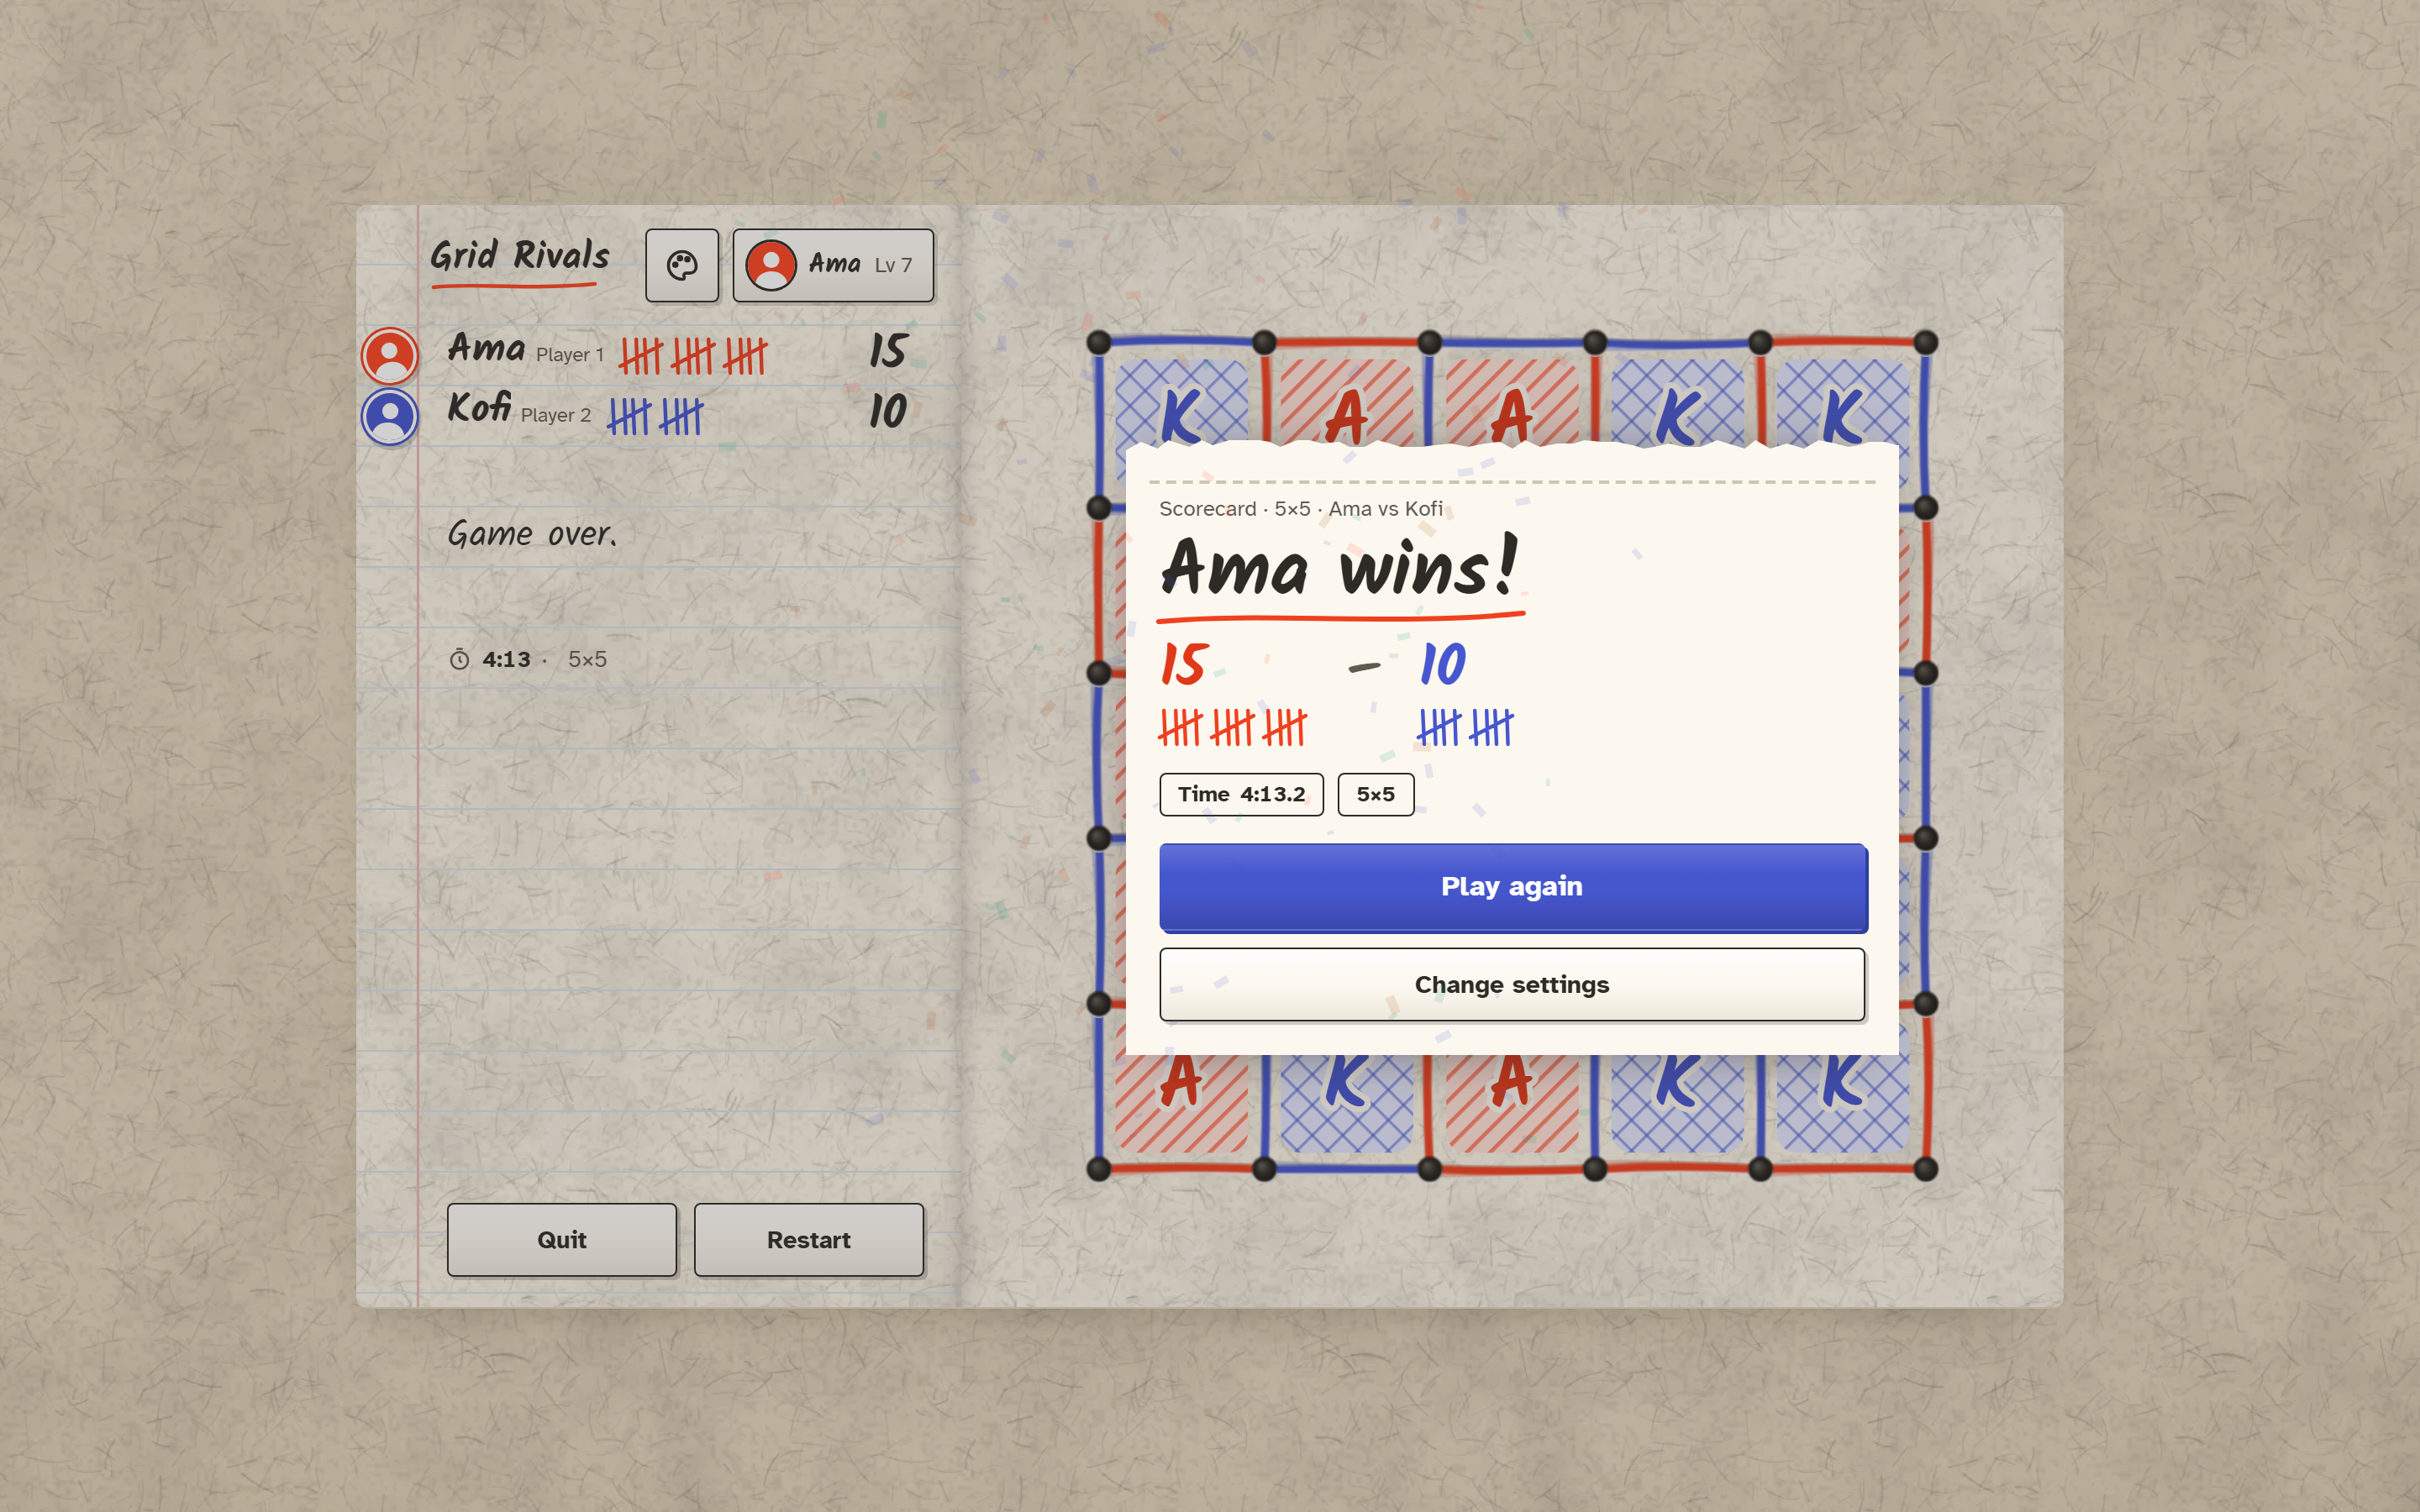 Grid Rivals
Ama Lv 7
Ama Player 1 15
Kofi Player 2 10
Game over.
4:13 · 5×5
K A A K K
Scorecard · 5×5 · Ama vs Kofi
Ama wins!
15 – 10
Time 4:13.2 5×5
Play again
Change settings
A K A K K
Quit Restart